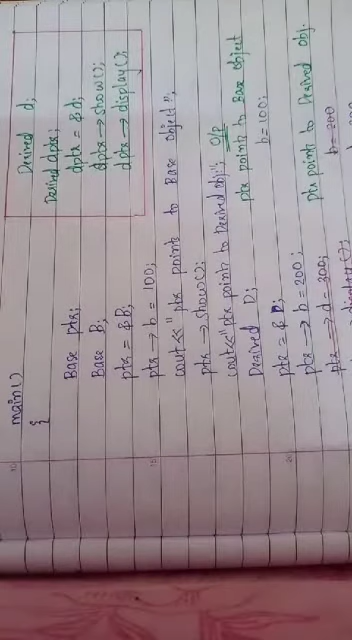 main()
{
Base ptr;
Base B;
ptr = &B;
ptr → b = 100;
cout<<"ptr points to Base object";
ptr → show();
cout<<"ptr points to Derived obj";
Derived D;
ptr = & D;
ptr → b = 200;
ptr → d = 300;
display();
Derived d;
Derived dptr;
dptr = &d;
dptr → show();
dptr → display();
O/p
ptr points to Base object
b = 100;
ptr points to Derived obj.
b = 200